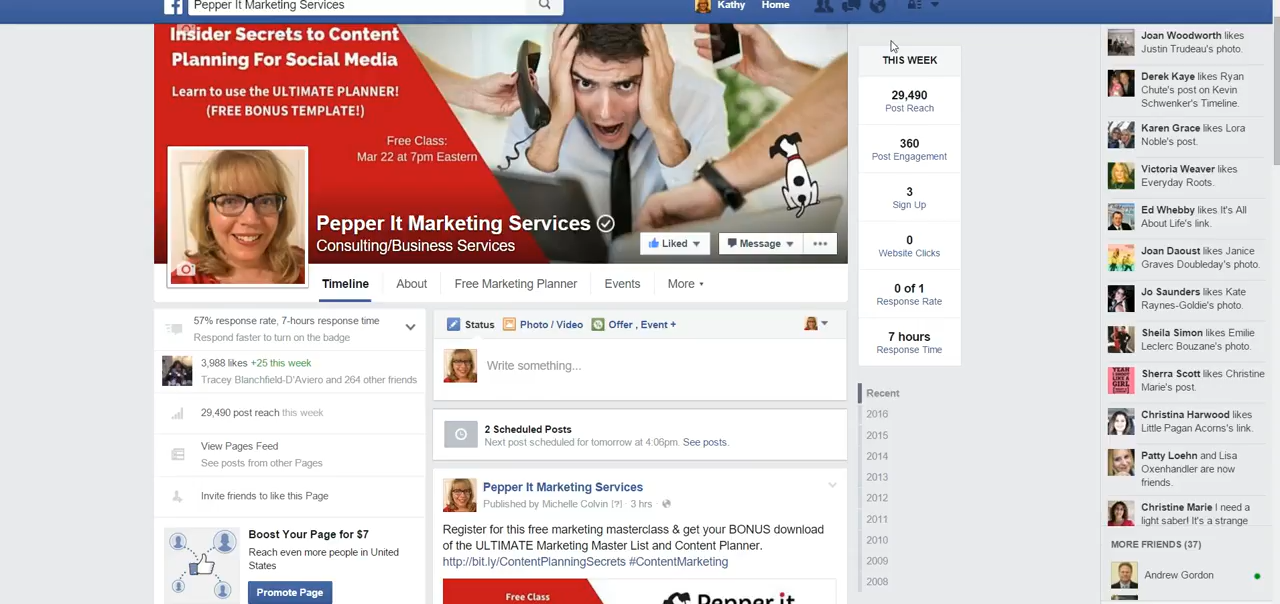 Pepper It Marketing Services
Kathy
Home
Insider Secrets to Content
Planning For Social Media
Learn to use the ULTIMATE PLANNER!
(FREE BONUS TEMPLATE!)
Free Class:
Mar 22 at 7pm Eastern
Pepper It Marketing Services
Consulting/Business Services
Liked
Message
Timeline
About
Free Marketing Planner
Events
More
57% response rate, 7-hours response time
Respond faster to turn on the badge
3,988 likes +25 this week
Tracey Blanchfield-D'Aviero and 264 other friends
29,490 post reach this week
View Pages Feed
See posts from other Pages
Invite friends to like this Page
Boost Your Page for $7
Reach even more people in United
States
Promote Page
Status
Photo / Video
Offer , Event +
Write something...
2 Scheduled Posts
Next post scheduled for tomorrow at 4:06pm. See posts.
Pepper It Marketing Services
Published by Michelle Colvin [?] · 3 hrs ·
Register for this free marketing masterclass & get your BONUS download
of the ULTIMATE Marketing Master List and Content Planner.
http://bit.ly/ContentPlanningSecrets #ContentMarketing
Free Class
Pepper it
THIS WEEK
29,490
Post Reach
360
Post Engagement
3
Sign Up
0
Website Clicks
0 of 1
Response Rate
7 hours
Response Time
Recent
2016
2015
2014
2013
2012
2011
2010
2009
2008
Joan Woodworth likes
Justin Trudeau's photo.
Derek Kaye likes Ryan
Chute's post on Kevin
Schwenker's Timeline.
Karen Grace likes Lora
Noble's post.
Victoria Weaver likes
Everyday Roots.
Ed Whebby likes It's All
About Life's link.
Joan Daoust likes Janice
Graves Doubleday's photo.
Jo Saunders likes Kate
Raynes-Goldie's photo.
Sheila Simon likes Emilie
Leclerc Bouzane's photo.
Sherra Scott likes Christine
Marie's post.
Christina Harwood likes
Little Pagan Acorns's link.
Patty Loehn and Lisa
Oxenhandler are now
friends.
Christine Marie I need a
light saber! It's a strange
MORE FRIENDS (37)
Andrew Gordon